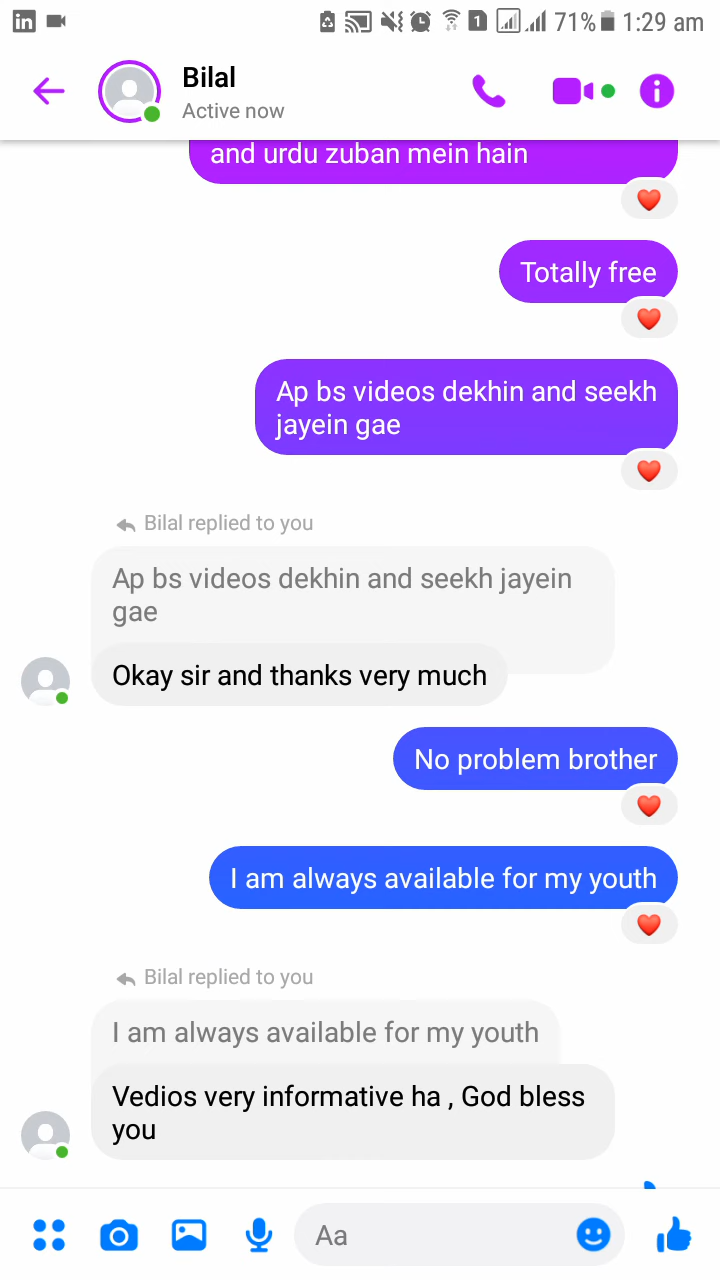 in
1
71%
1:29 am
Bilal
Active now
and urdu zuban mein hain
Totally free
Ap bs videos dekhin and seekh
jayein gae
Bilal replied to you
Ap bs videos dekhin and seekh jayein
gae
Okay sir and thanks very much
No problem brother
I am always available for my youth
Bilal replied to you
I am always available for my youth
Vedios very informative ha , God bless
you
Aa